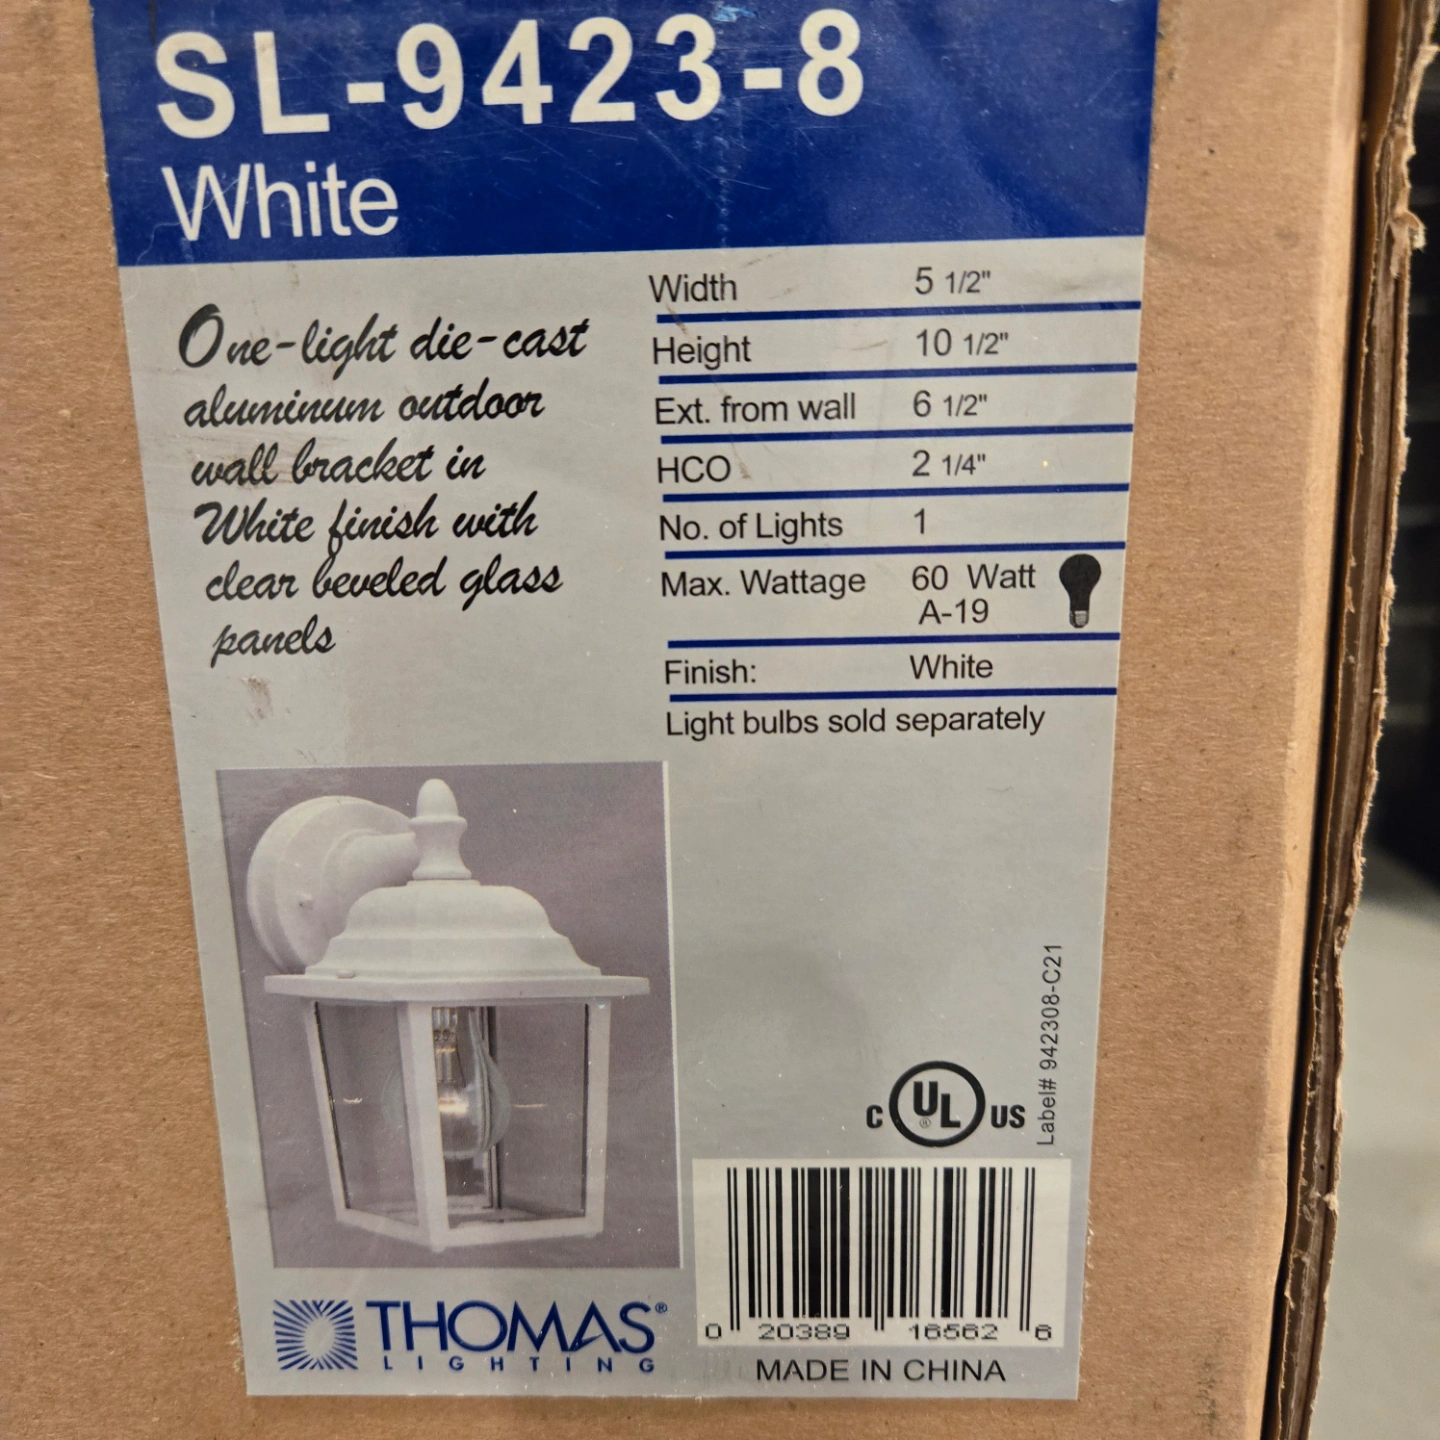 SL-9423-8
White
One-light die-cast
aluminum outdoor
wall bracket in
White finish with
clear beveled glass
panels
Width 5 1/2"
Height 10 1/2"
Ext. from wall 6 1/2"
HCO 2 1/4"
No. of Lights 1
Max. Wattage 60 Watt
A-19
Finish: White
Light bulbs sold separately
Label# 942308-C21
C UL® US
THOMAS®
LIGHTING
0 20389 16562 6
MADE IN CHINA